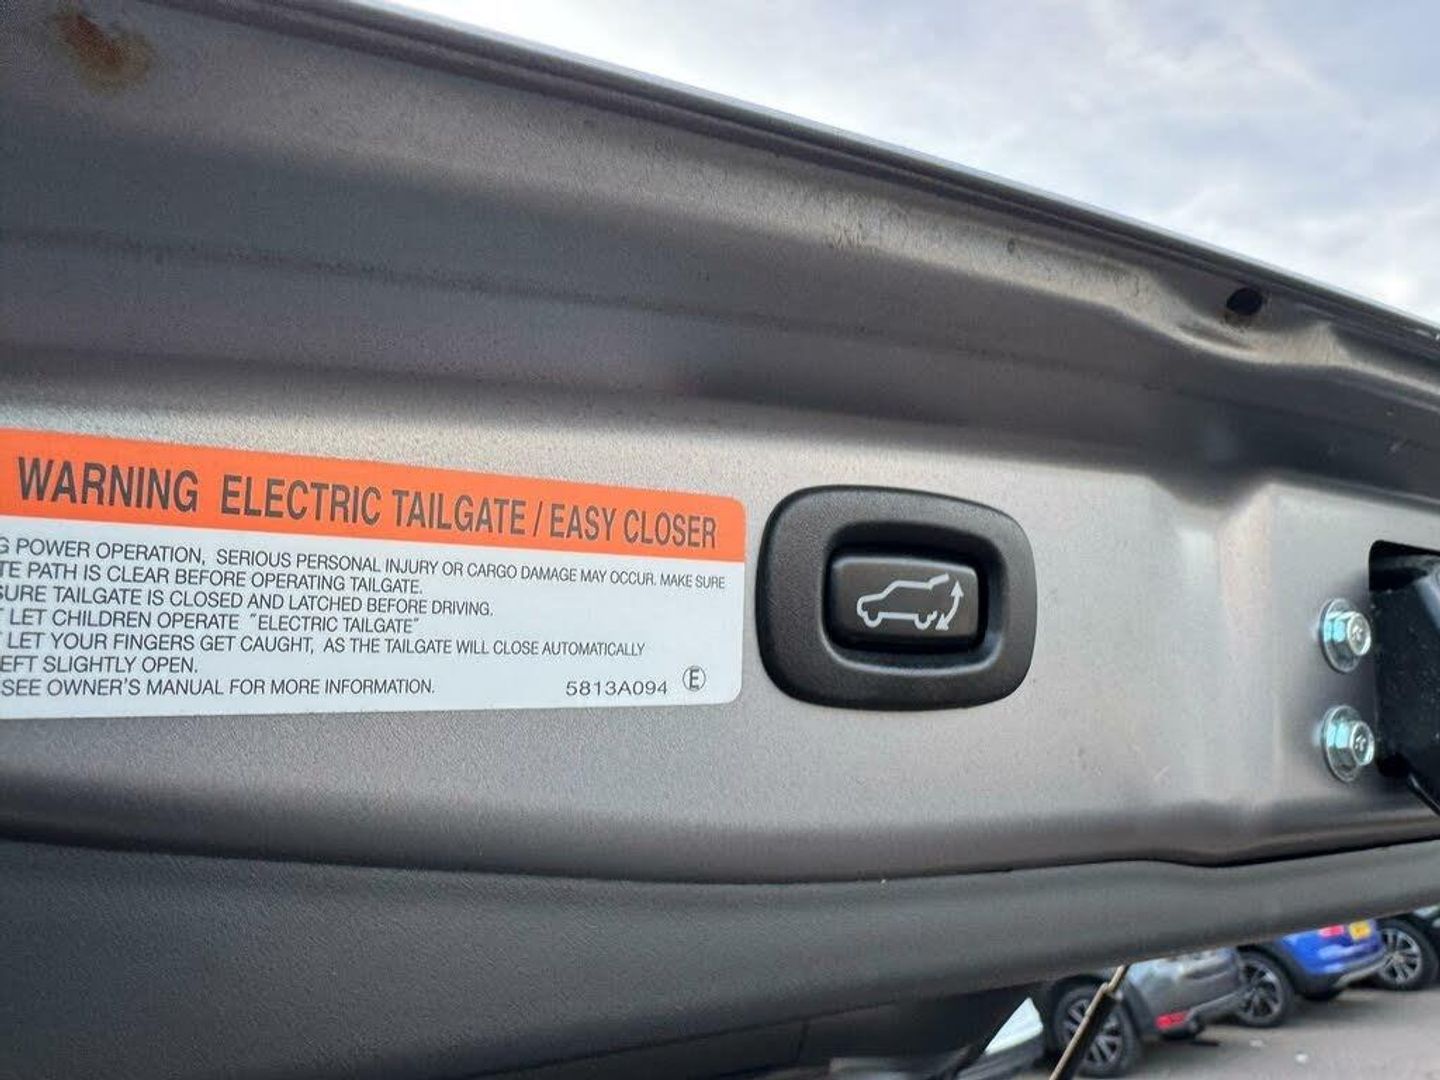 WARNING ELECTRIC TAILGATE / EASY CLOSER
POWER OPERATION, SERIOUS PERSONAL INJURY OR CARGO DAMAGE MAY OCCUR. MAKE SURE
PATH IS CLEAR BEFORE OPERATING TAILGATE.
SURE TAILGATE IS CLOSED AND LATCHED BEFORE DRIVING.
LET CHILDREN OPERATE "ELECTRIC TAILGATE"
LET YOUR FINGERS GET CAUGHT, AS THE TAILGATE WILL CLOSE AUTOMATICALLY
EFT SLIGHTLY OPEN.
SEE OWNER'S MANUAL FOR MORE INFORMATION.
5813A094 E